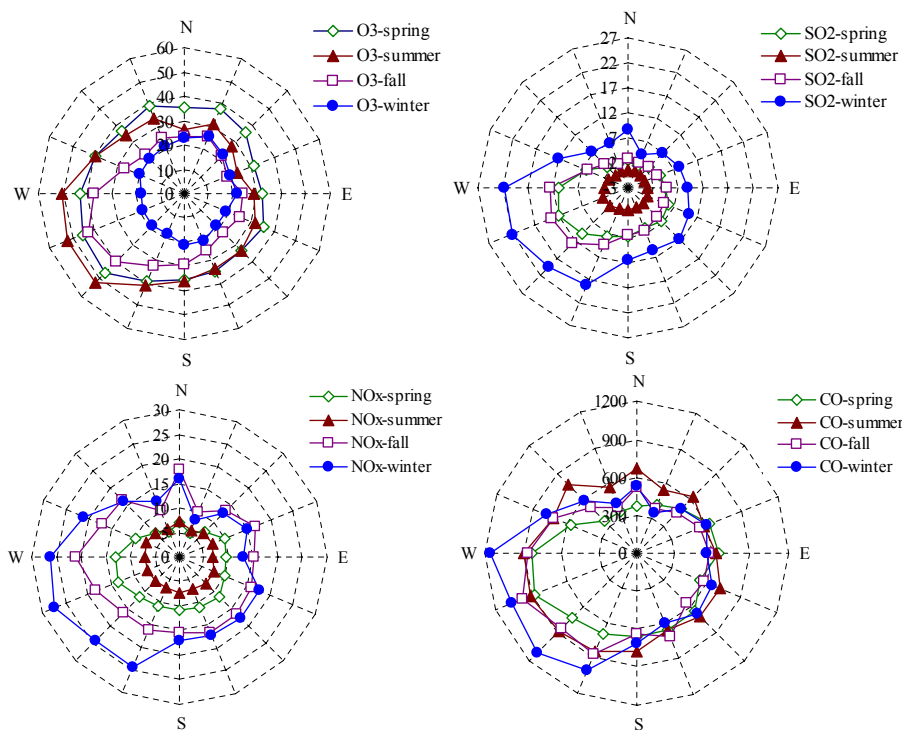 N
60
50
40
30
20
10
0
W
E
S
O3-spring
O3-summer
O3-fall
O3-winter
N
27
22
17
12
7
2
W
E
S
SO2-spring
SO2-summer
SO2-fall
SO2-winter
N
30
25
20
15
10
5
0
W
E
S
NOx-spring
NOx-summer
NOx-fall
NOx-winter
N
1200
900
600
300
0
W
E
S
CO-spring
CO-summer
CO-fall
CO-winter